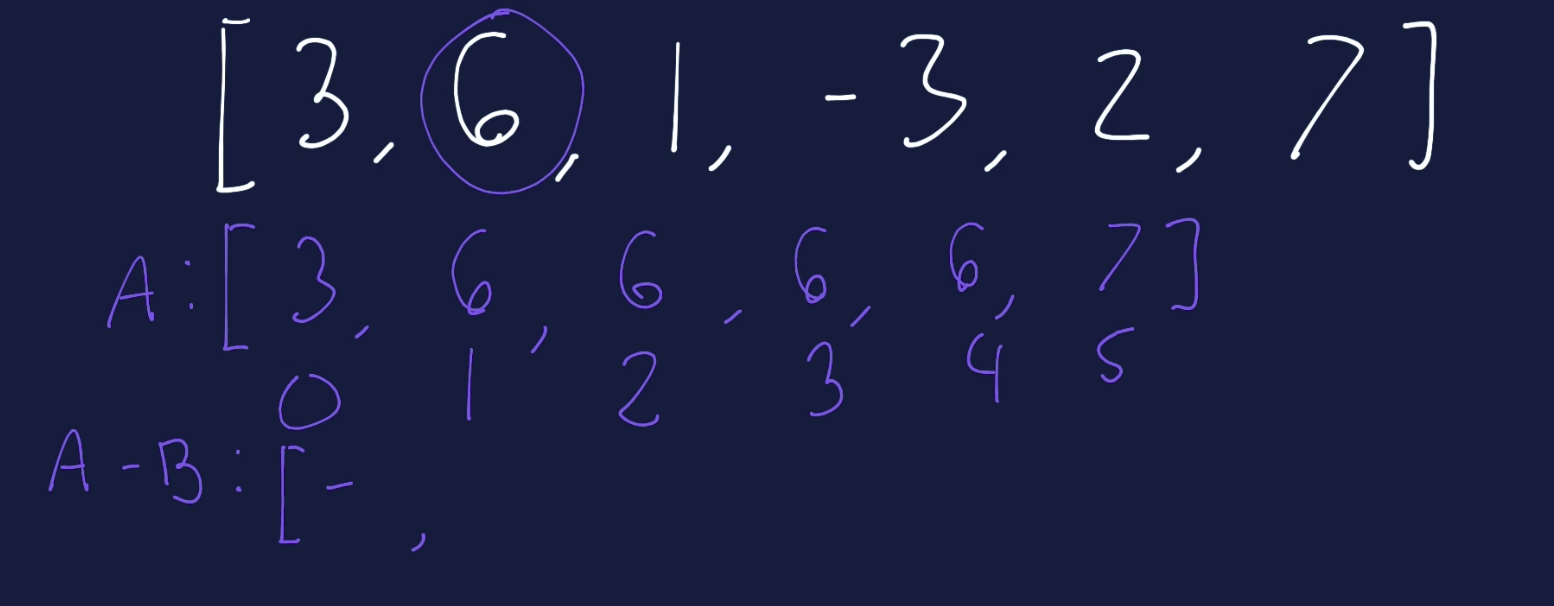 [3, 6, 1, -3, 2, 7]
A:[3, 6, 6, 6, 6, 7]
0 1 2 3 4 5
A-B:[-,